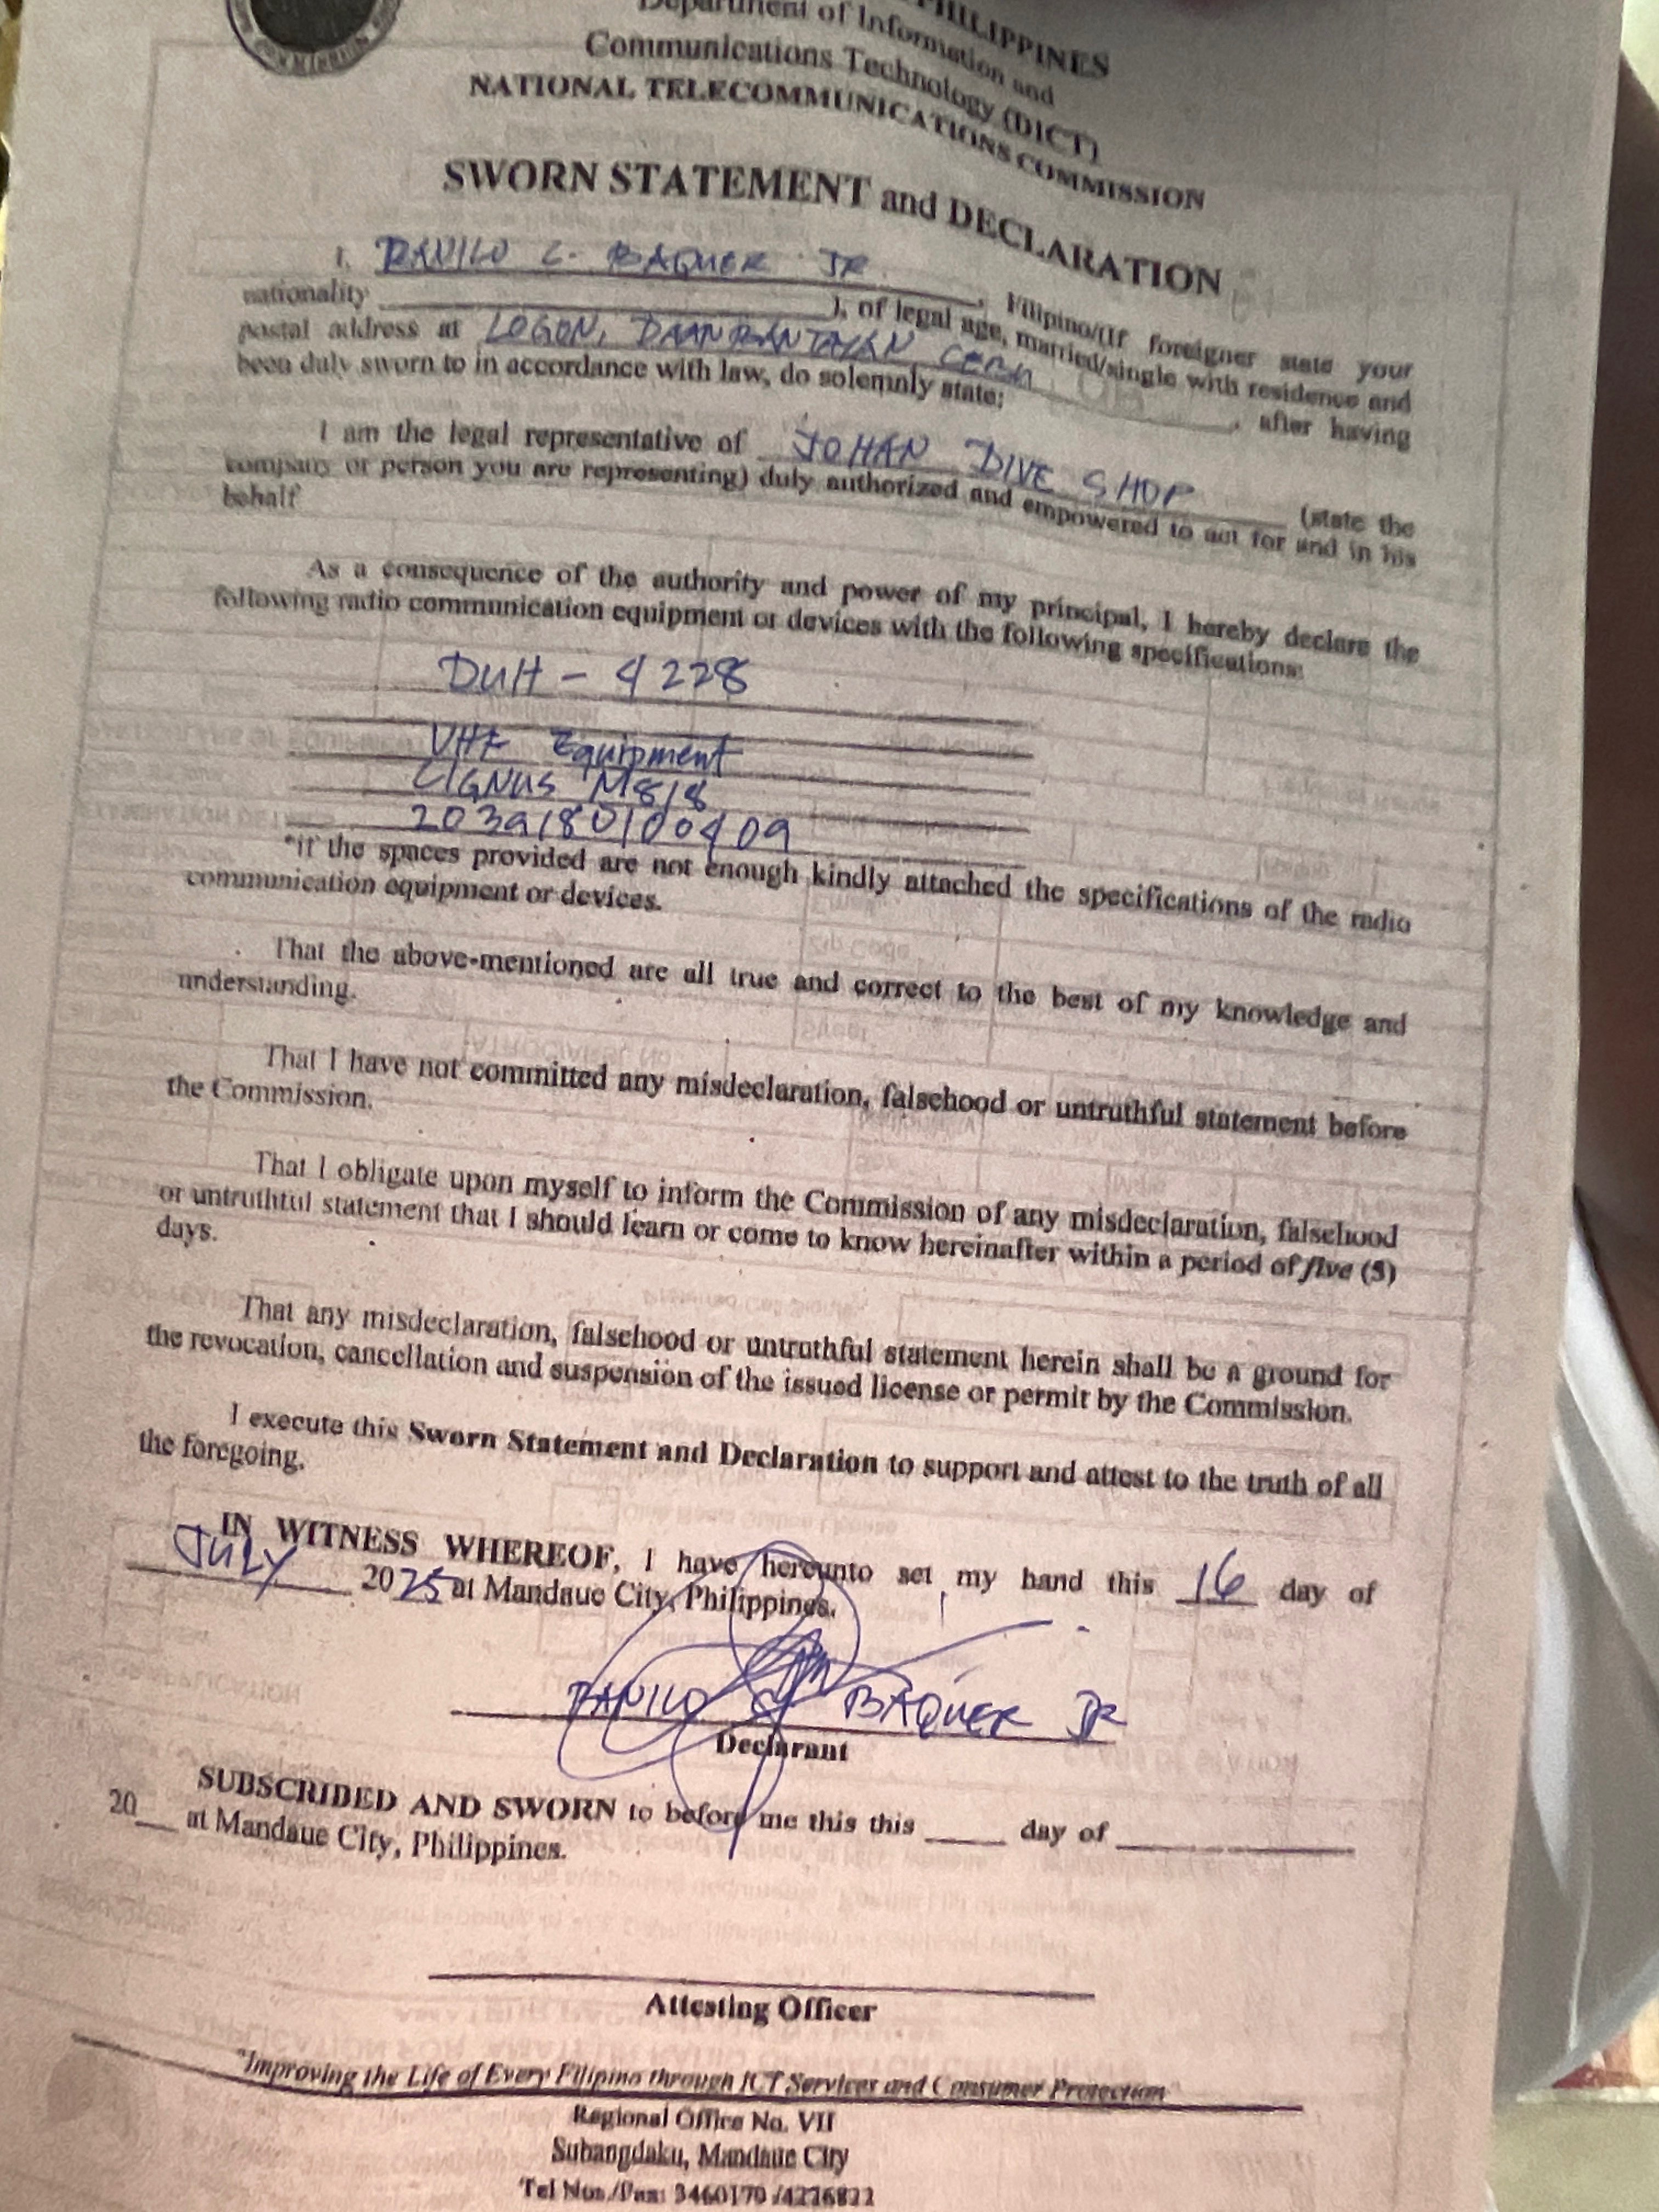 COMMISSION
PHILIPPINES
Department of Information and
Communications Technology (DICT)
NATIONAL TELECOMMUNICATIONS COMMISSION
SWORN STATEMENT and DECLARATION
I, DANILO C. BAQUER JR, Filipino/(If foreigner state your
nationality ), of legal age, married/single with residence and
postal address at LOGON, DAANBANTAYAN CEBU, after having
been duly sworn to in accordance with law, do solemnly state:
I am the legal representative of JOHAN DIVE SHOP (state the
company or person you are representing) duly authorized and empowered to act for and in his
behalf
As a consequence of the authority and power of my principal, I hereby declare the
following radio communication equipment or devices with the following specifications:
DUH - 4228
VHF Equipment
CIGNUS M818
2039180100409
*If the spaces provided are not enough kindly attached the specifications of the radio
communication equipment or devices.
That the above-mentioned are all true and correct to the best of my knowledge and
understanding.
That I have not committed any misdeclaration, falsehood or untruthful statement before
the Commission.
That I obligate upon myself to inform the Commission of any misdeclaration, falsehood
or untruthful statement that I should learn or come to know hereinafter within a period of five (5)
days.
That any misdeclaration, falsehood or untruthful statement herein shall be a ground for
the revocation, cancellation and suspension of the issued license or permit by the Commission.
I execute this Sworn Statement and Declaration to support and attest to the truth of all
the foregoing.
IN WITNESS WHEREOF, I have hereunto set my hand this 16 day of
JULY 2025 at Mandaue City, Philippines.
DANILO C. BAQUER JR
Declarant
SUBSCRIBED AND SWORN to before me this this ____ day of ____
20__ at Mandaue City, Philippines.
Attesting Officer
"Improving the Life of Every Filipino through ICT Services and Consumer Protection"
Regional Office No. VII
Subangdaku, Mandaue City
Tel Nos./Fax: 3460170 /4226822